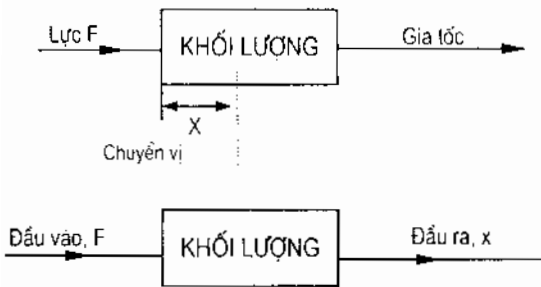 Lực F
KHỐI LƯỢNG
Gia tốc
X
Chuyển vị
Đầu vào, F
KHỐI LƯỢNG
Đầu ra, x